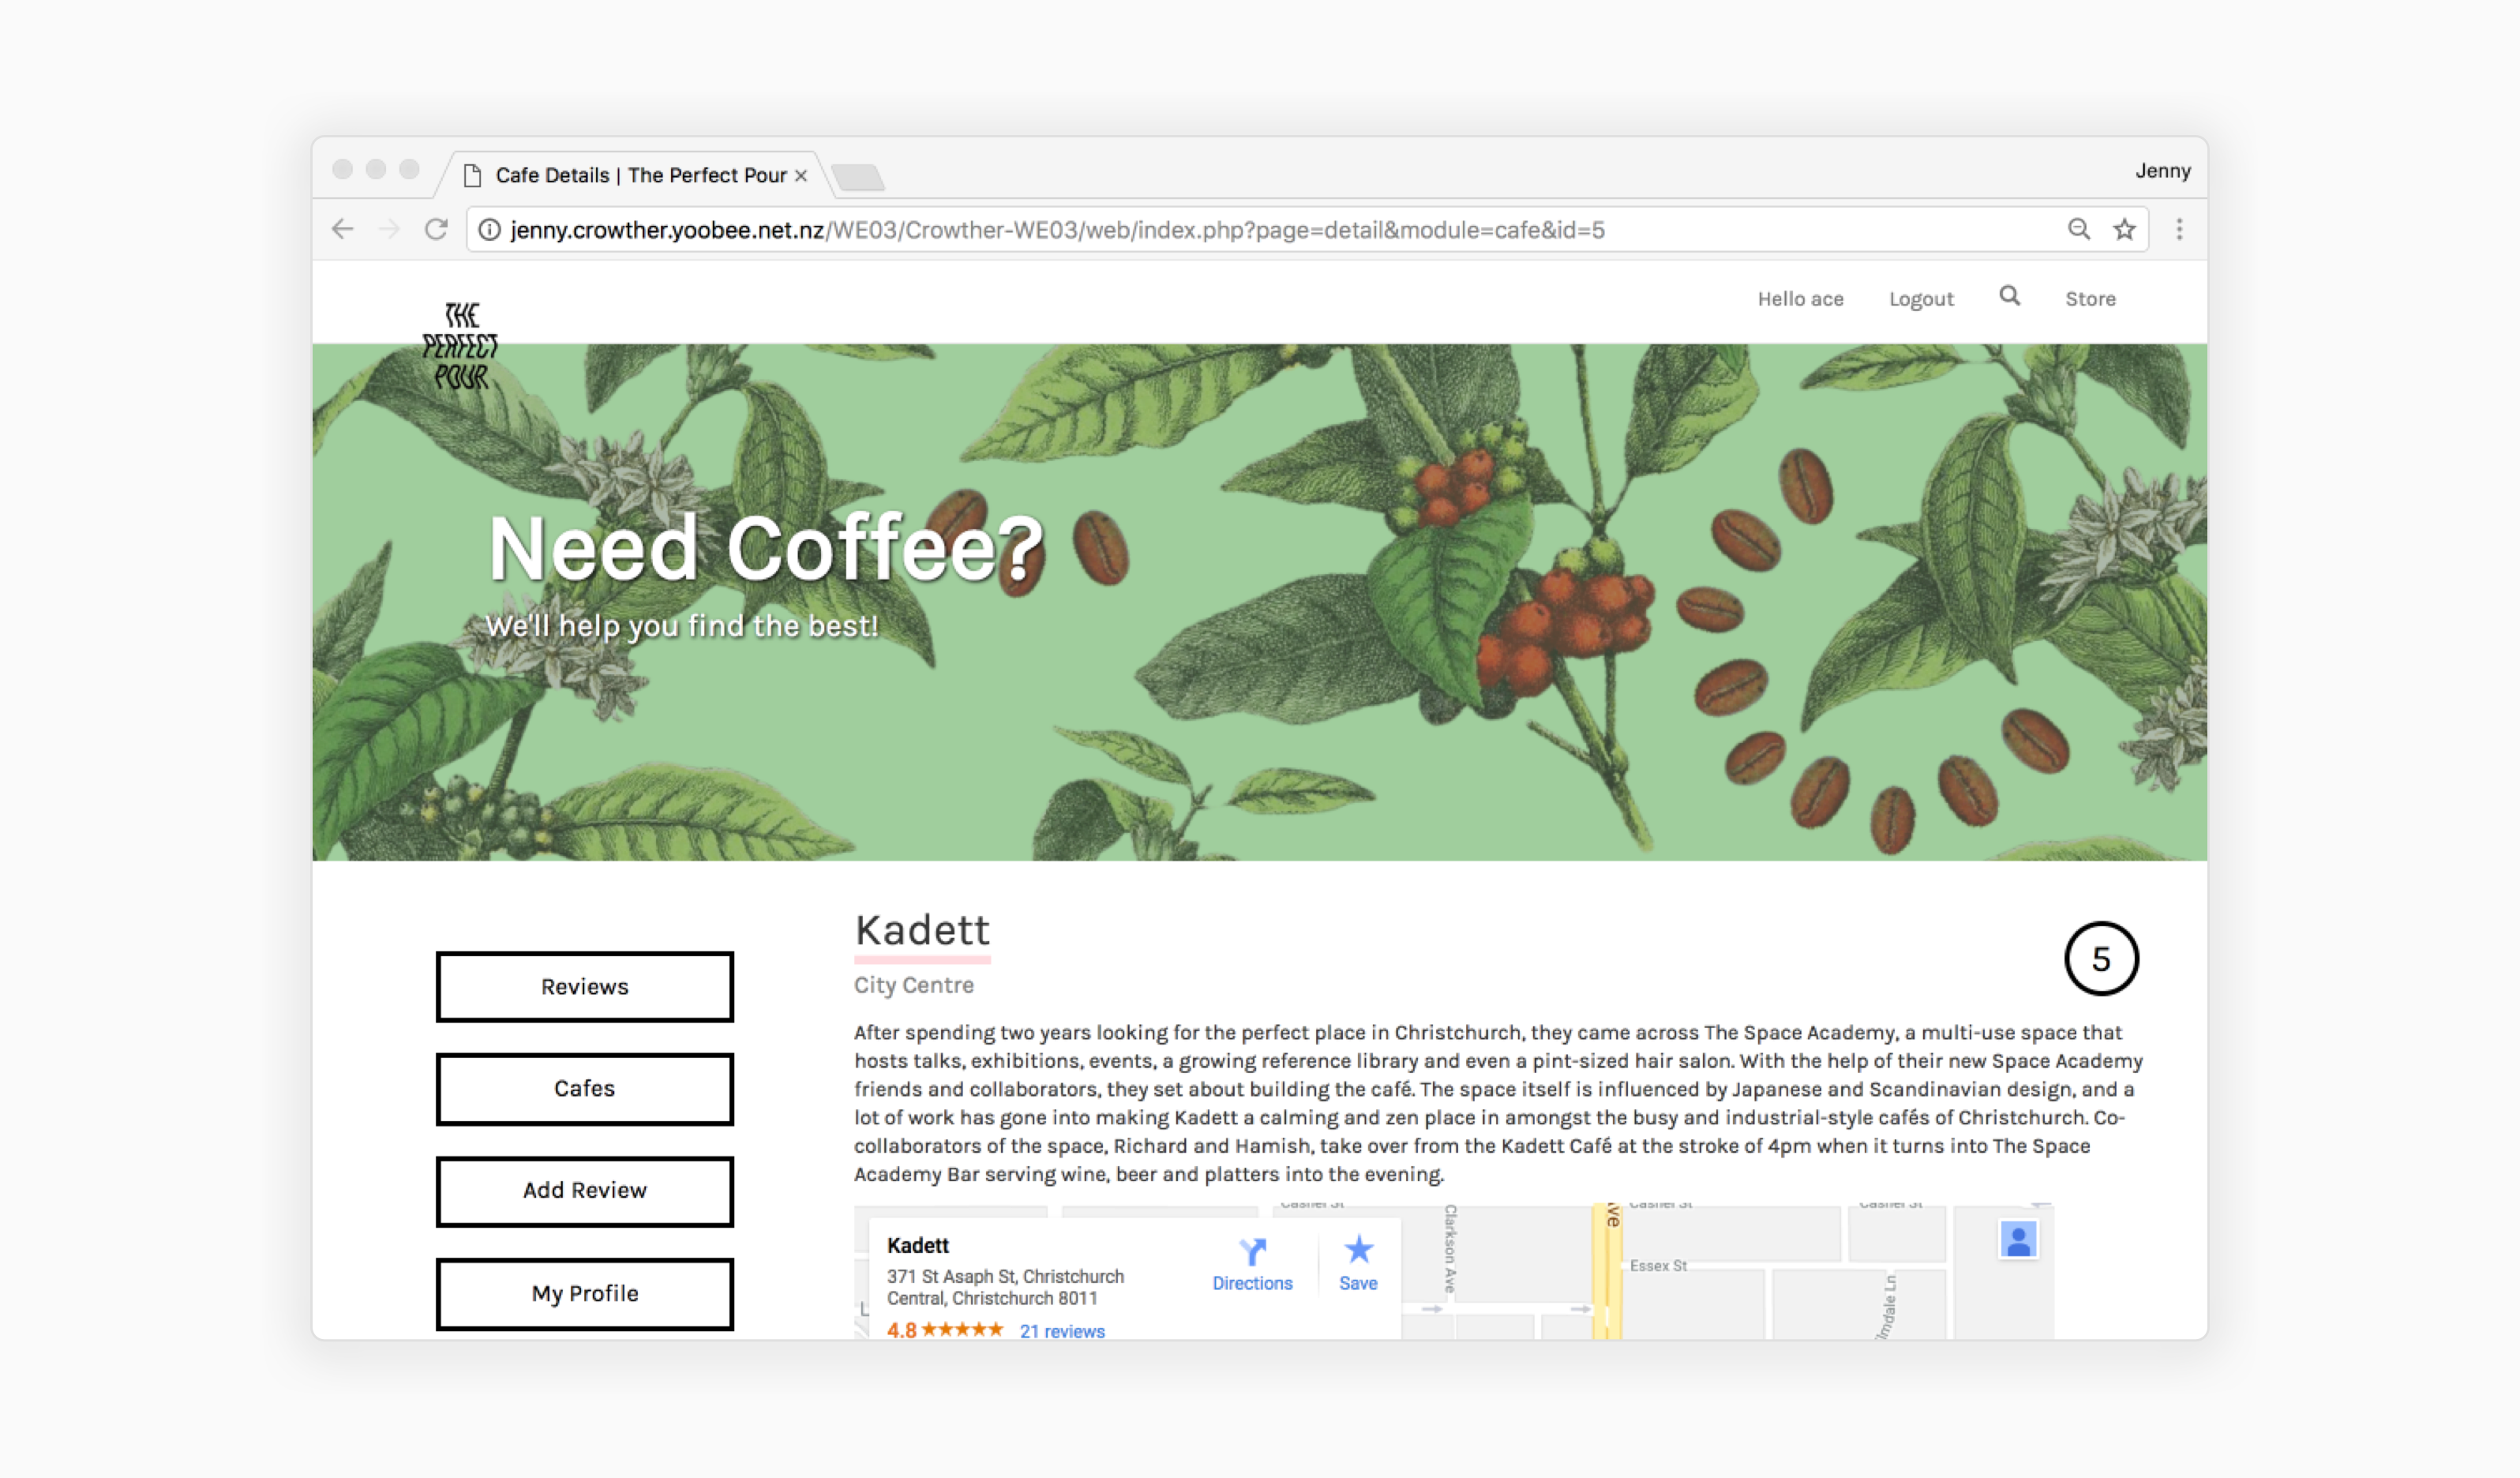 Cafe Details | The Perfect Pour ×
Jenny
jenny.crowther.yoobee.net.nz/WE03/Crowther-WE03/web/index.php?page=detail&module=cafe&id=5
THE
PERFECT
POUR
Hello ace Logout Store
Need Coffee?
We'll help you find the best!
Reviews
Cafes
Add Review
My Profile
Kadett
5
City Centre
After spending two years looking for the perfect place in Christchurch, they came across The Space Academy, a multi-use space that
hosts talks, exhibitions, events, a growing reference library and even a pint-sized hair salon. With the help of their new Space Academy
friends and collaborators, they set about building the café. The space itself is influenced by Japanese and Scandinavian design, and a
lot of work has gone into making Kadett a calming and zen place in amongst the busy and industrial-style cafés of Christchurch. Co-
collaborators of the space, Richard and Hamish, take over from the Kadett Café at the stroke of 4pm when it turns into The Space
Academy Bar serving wine, beer and platters into the evening.
Kadett
371 St Asaph St, Christchurch
Central, Christchurch 8011
4.8 ★★★★★ 21 reviews
Directions
Save
Clarkson Ave
Essex St